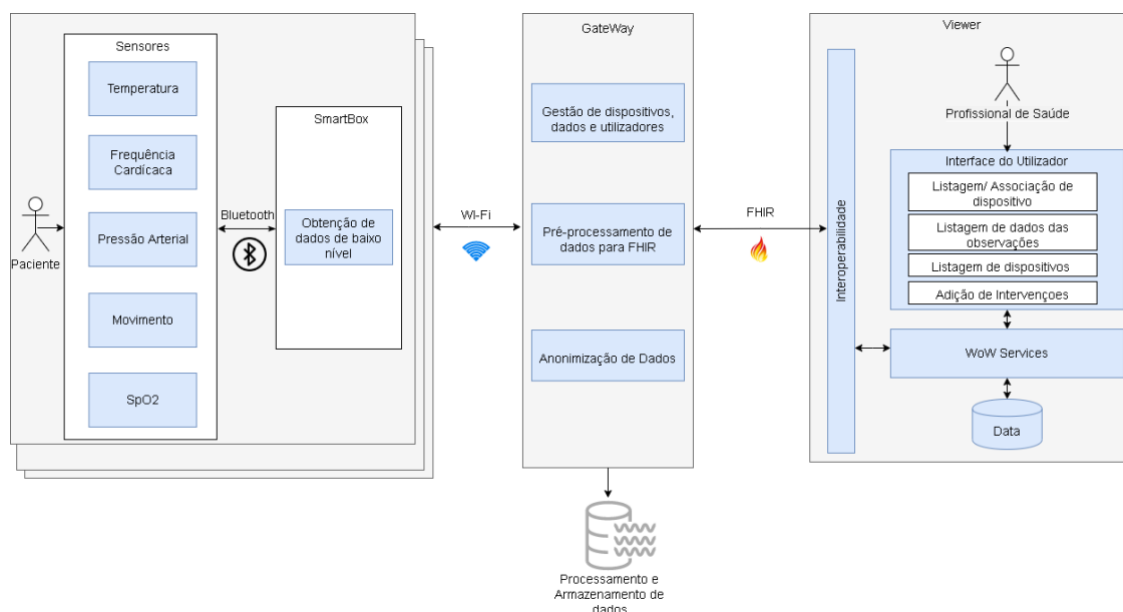 Sensores
Temperatura
Frequência
Cardícaca
Pressão Arterial
Movimento
SpO2
Paciente
Bluetooth
SmartBox
Obtenção de
dados de baixo
nível
WI-Fi
GateWay
Gestão de dispositivos,
dados e utilizadores
Pré-processamento de
dados para FHIR
Anonimização de Dados
Processamento e
Armazenamento de
dados
FHIR
Viewer
Interoperabilidade
Profissional de Saúde
Interface do Utilizador
Listagem/ Associação de
dispositivo
Listagem de dados das
observações
Listagem de dispositivos
Adição de Intervençoes
WoW Services
Data